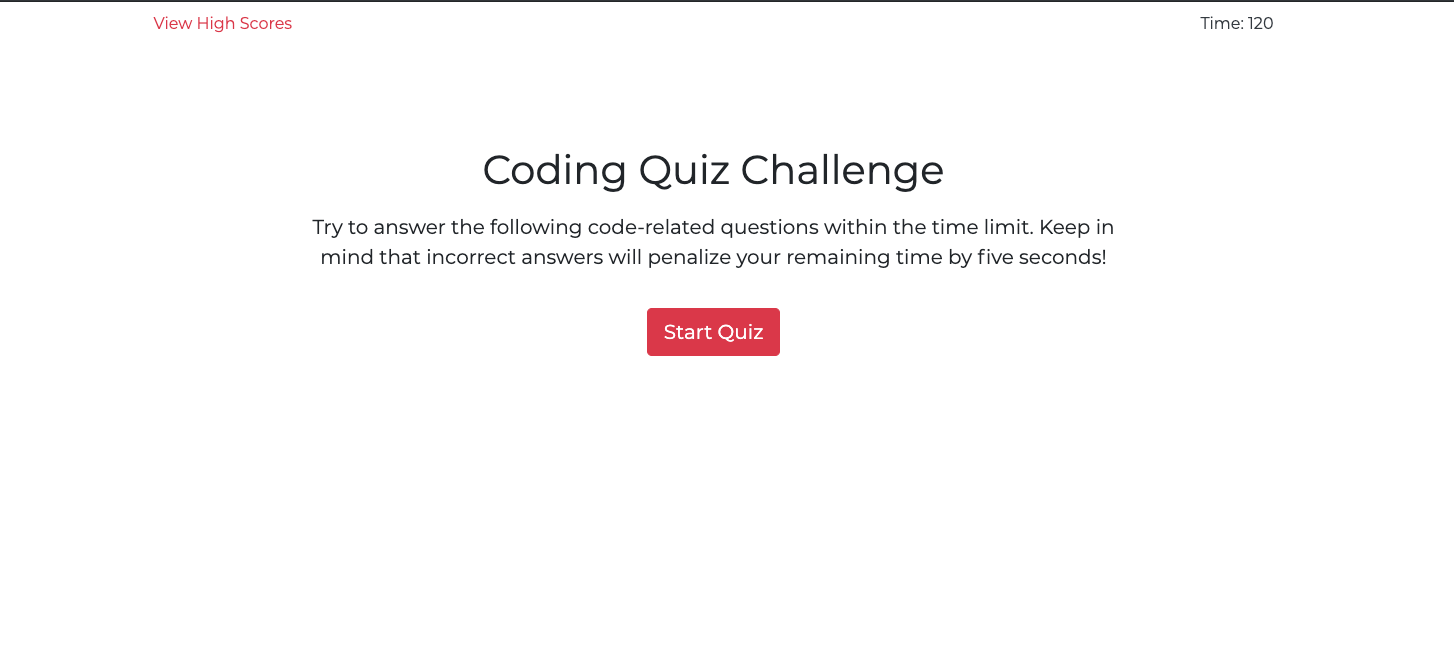 View High Scores
Time: 120
Coding Quiz Challenge
Try to answer the following code-related questions within the time limit. Keep in
mind that incorrect answers will penalize your remaining time by five seconds!
Start Quiz